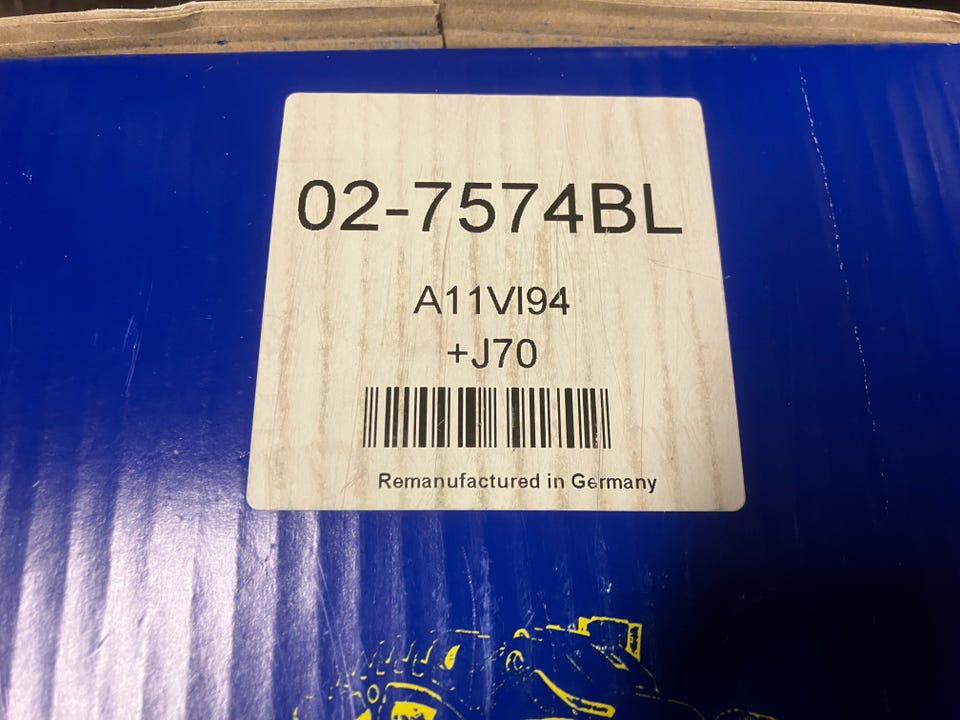 02-7574BL
A11VI94
+J70
Remanufactured in Germany